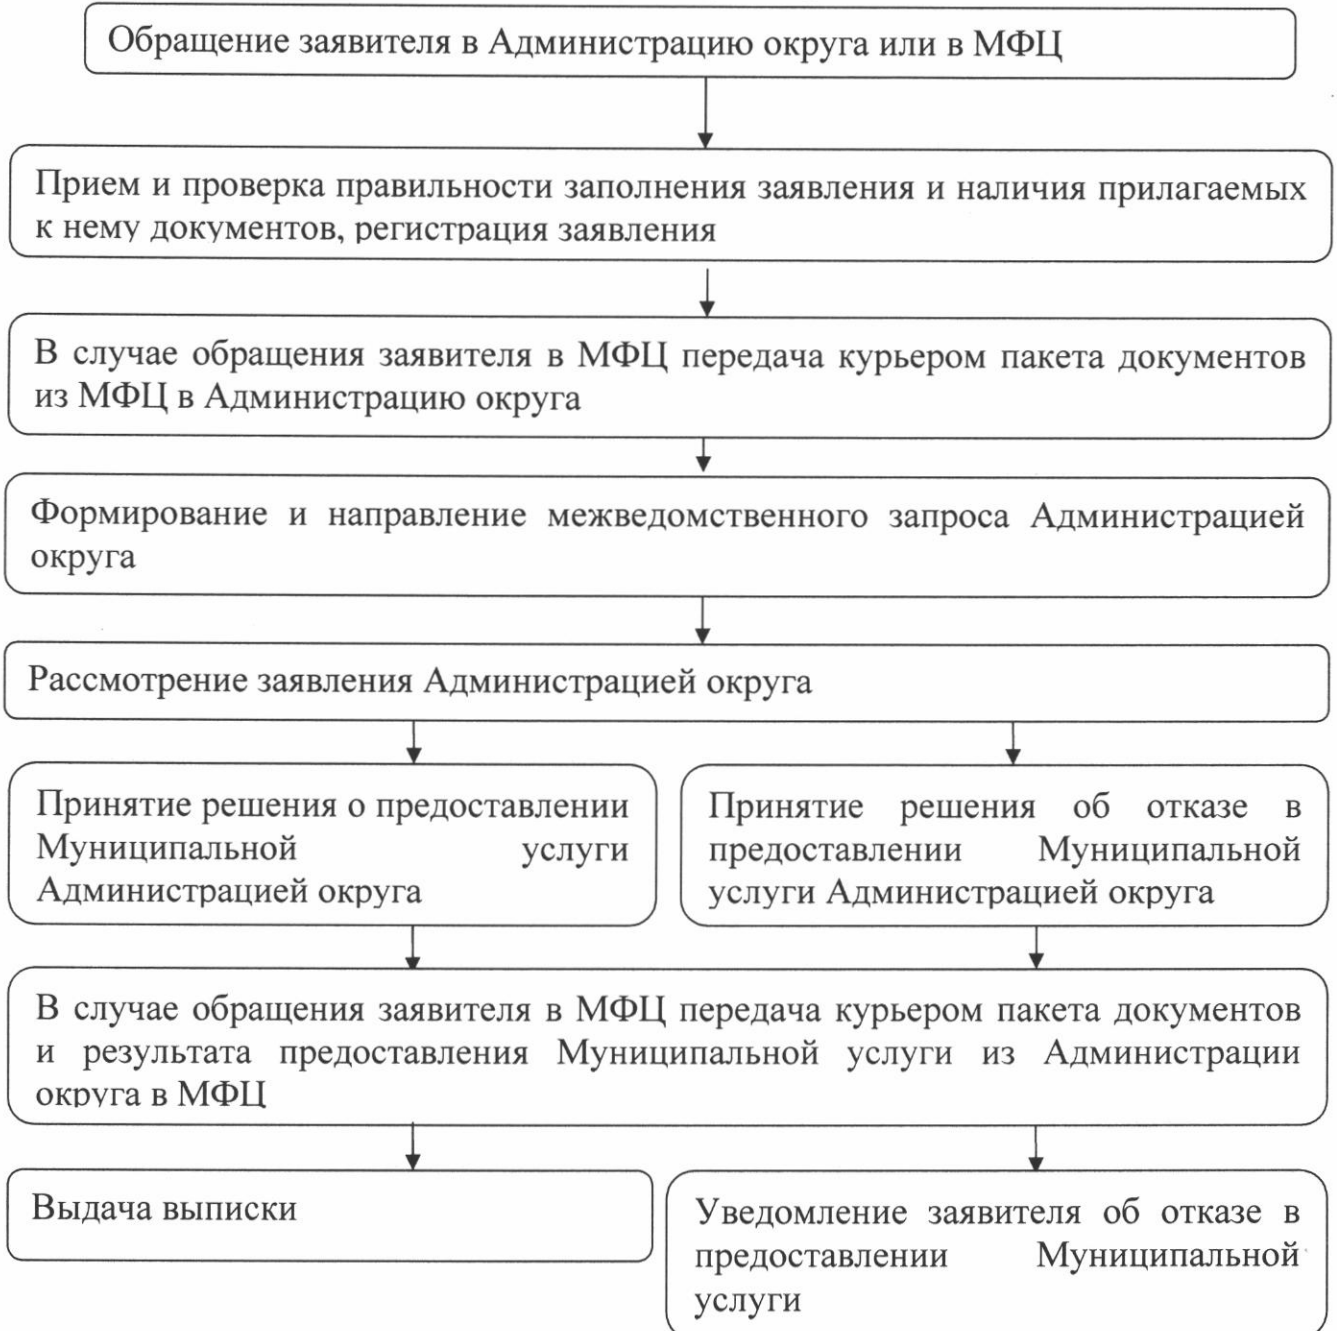 Обращение заявителя в Администрацию округа или в МФЦ
Прием и проверка правильности заполнения заявления и наличия прилагаемых
к нему документов, регистрация заявления
В случае обращения заявителя в МФЦ передача курьером пакета документов
из МФЦ в Администрацию округа
Формирование и направление межведомственного запроса Администрацией
округа
Рассмотрение заявления Администрацией округа
Принятие решения о предоставлении
Муниципальной услуги
Администрацией округа
Принятие решения об отказе в
предоставлении Муниципальной
услуги Администрацией округа
В случае обращения заявителя в МФЦ передача курьером пакета документов
и результата предоставления Муниципальной услуги из Администрации
округа в МФЦ
Выдача выписки
Уведомление заявителя об отказе в
предоставлении Муниципальной
услуги